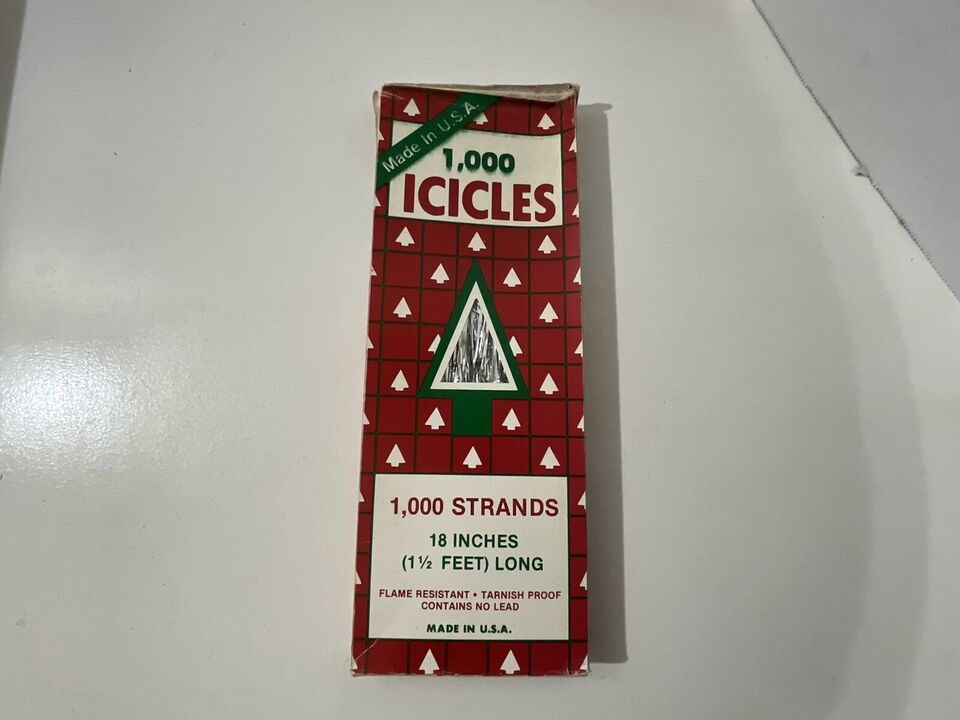 Made In U.S.A.
1,000
ICICLES
1,000 STRANDS
18 INCHES
(1½ FEET) LONG
FLAME RESISTANT • TARNISH PROOF
CONTAINS NO LEAD
MADE IN U.S.A.